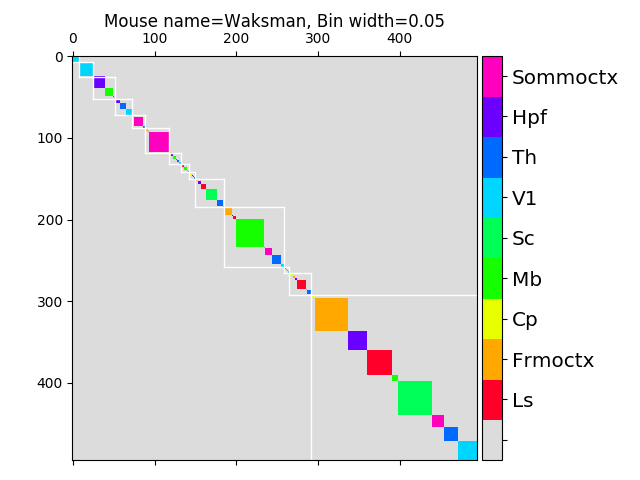 Mouse name=Waksman, Bin width=0.05
0 100 200 300 400
0
100
200
300
400
Sommoctx
Hpf
Th
V1
Sc
Mb
Cp
Frmoctx
Ls